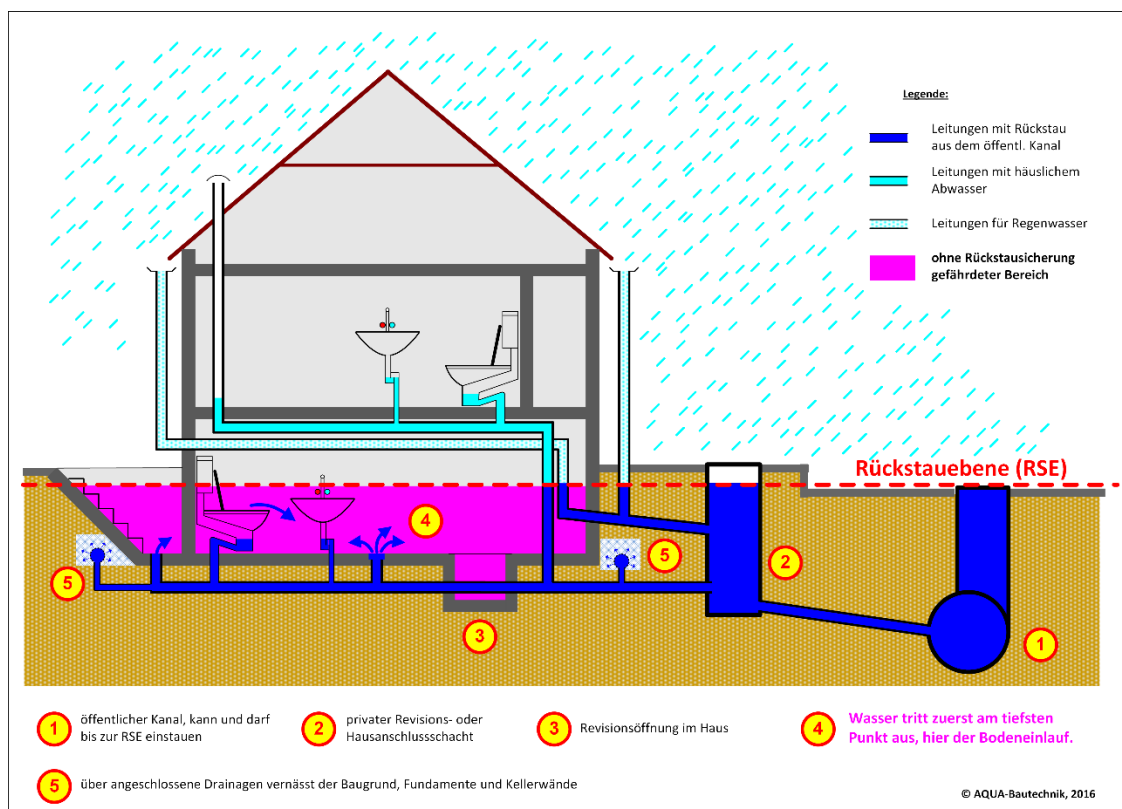 Legende:
Leitungen mit Rückstau
aus dem öffentl. Kanal
Leitungen mit häuslichem
Abwasser
Leitungen für Regenwasser
ohne Rückstausicherung
gefährdeter Bereich
Rückstauebene (RSE)
4
5
5
2
3
1
1 öffentlicher Kanal, kann und darf
bis zur RSE einstauen
2 privater Revisions- oder
Hausanschlussschacht
3 Revisionsöffnung im Haus
4 Wasser tritt zuerst am tiefsten
Punkt aus, hier der Bodeneinlauf.
5 über angeschlossene Drainagen vernässt der Baugrund, Fundamente und Kellerwände
© AQUA-Bautechnik, 2016